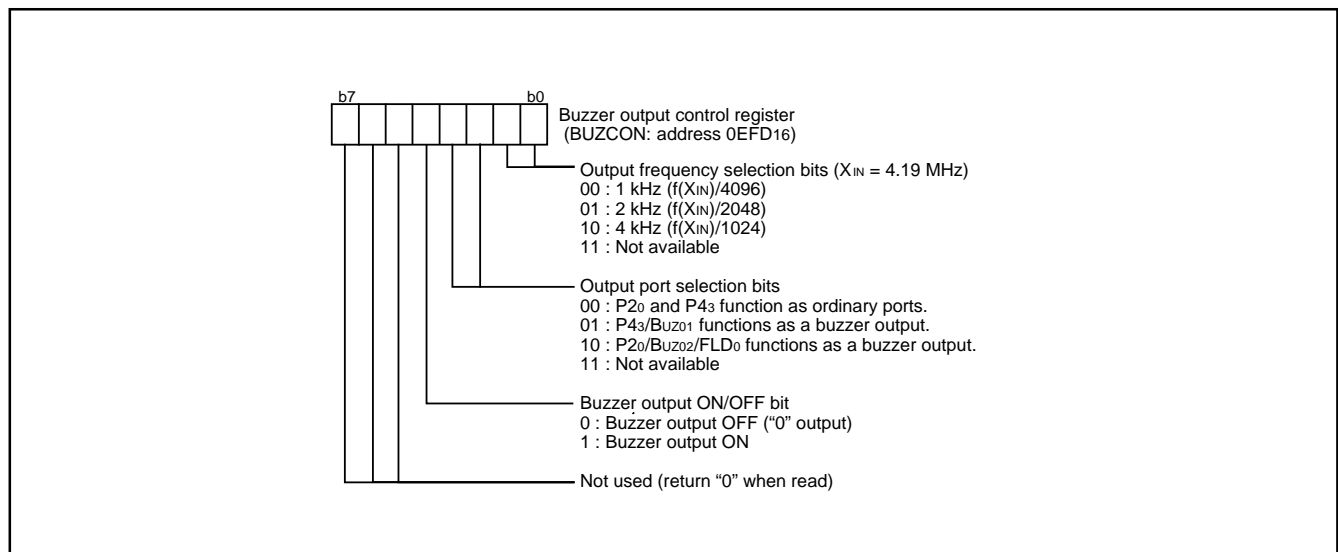 b7 b0
Buzzer output control register
(BUZCON: address 0EFD16)
Output frequency selection bits (XIN = 4.19 MHz)
00 : 1 kHz (f(XIN)/4096)
01 : 2 kHz (f(XIN)/2048)
10 : 4 kHz (f(XIN)/1024)
11 : Not available
Output port selection bits
00 : P20 and P43 function as ordinary ports.
01 : P43/BUZ01 functions as a buzzer output.
10 : P20/BUZ02/FLD0 functions as a buzzer output.
11 : Not available
Buzzer output ON/OFF bit
0 : Buzzer output OFF (“0” output)
1 : Buzzer output ON
Not used (return “0” when read)